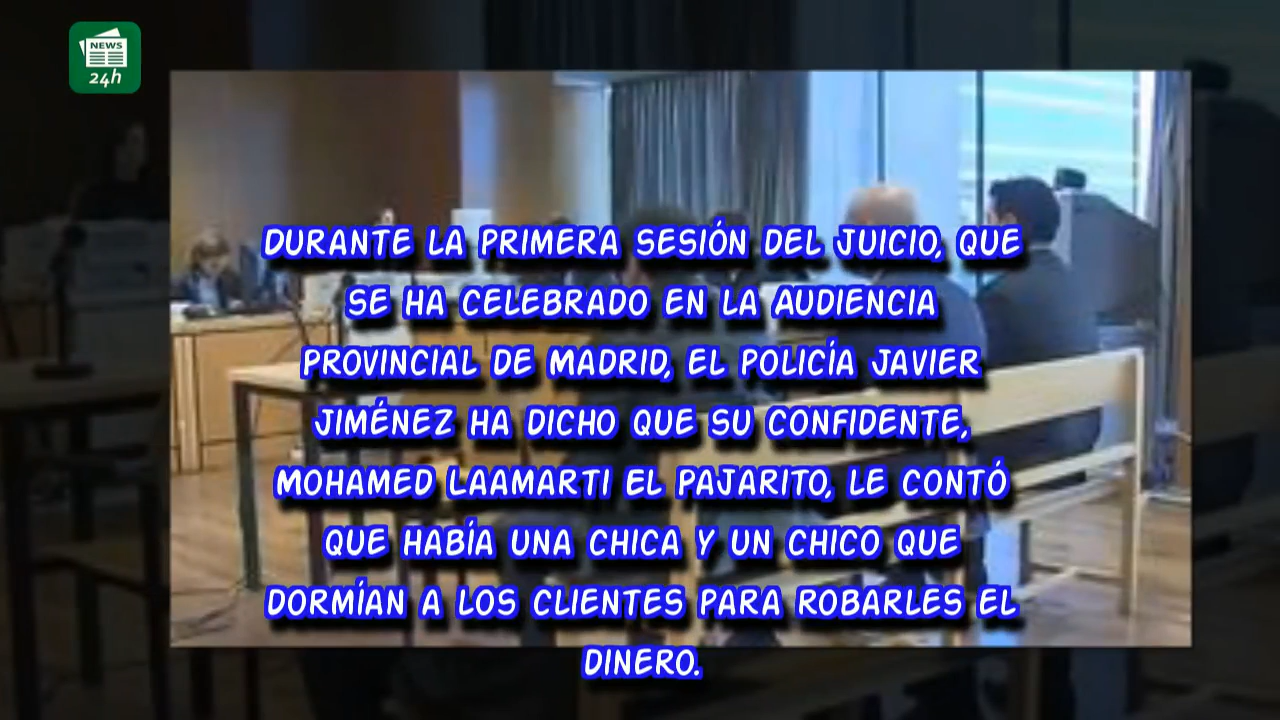 NEWS
24h
DURANTE LA PRIMERA SESIÓN DEL JUICIO, QUE
SE HA CELEBRADO EN LA AUDIENCIA
PROVINCIAL DE MADRID, EL POLICÍA JAVIER
JIMÉNEZ HA DICHO QUE SU CONFIDENTE,
MOHAMED LAAMARTI EL PAJARITO, LE CONTÓ
QUE HABÍA UNA CHICA Y UN CHICO QUE
DORMÍAN A LOS CLIENTES PARA ROBARLES EL
DINERO.